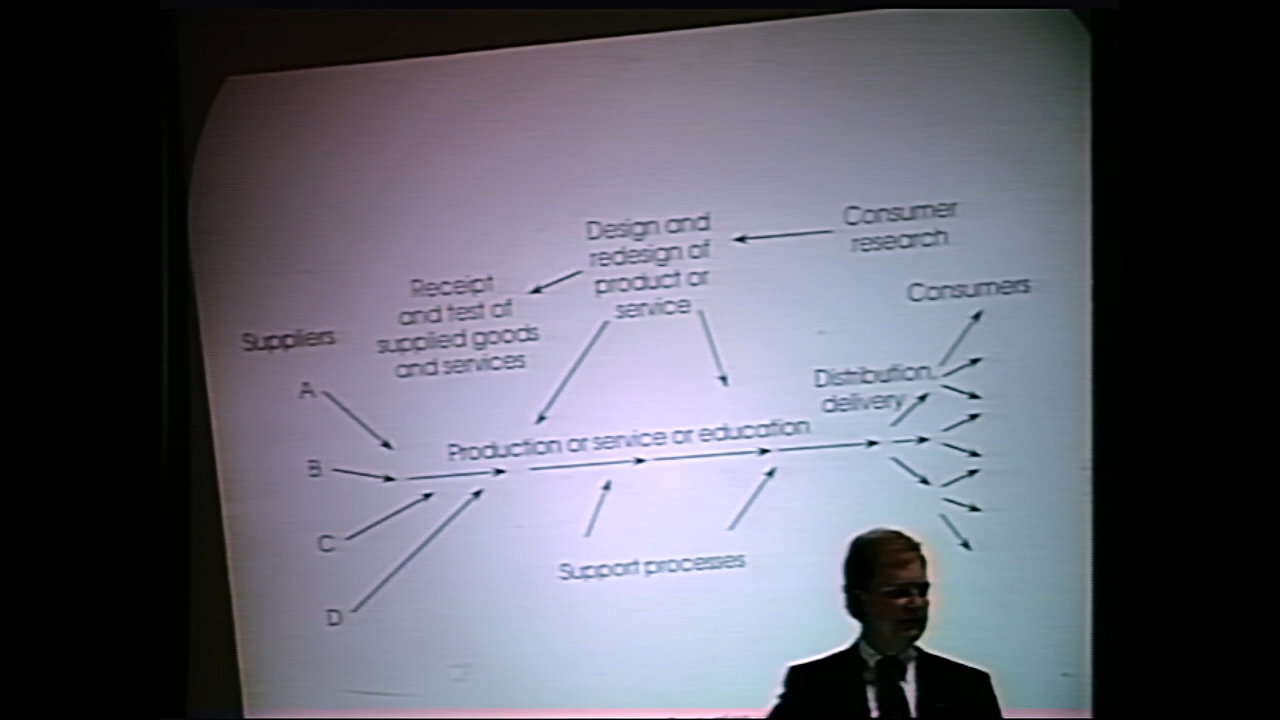 Design and
redesign of
product or
service
Consumer
research
Receipt
and test of
supplied goods
and services
Consumers
Suppliers
A
Distribution,
delivery
Production or service or education
B
C
Support processes
D